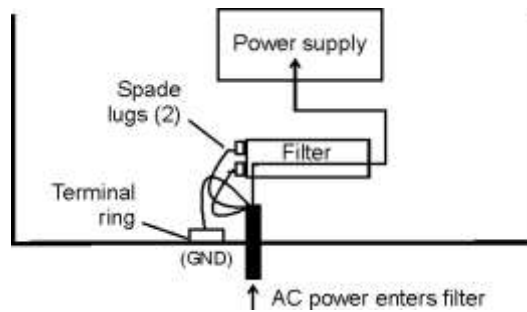 Power supply
Spade
lugs (2)
Filter
Terminal
ring
(GND)
AC power enters filter